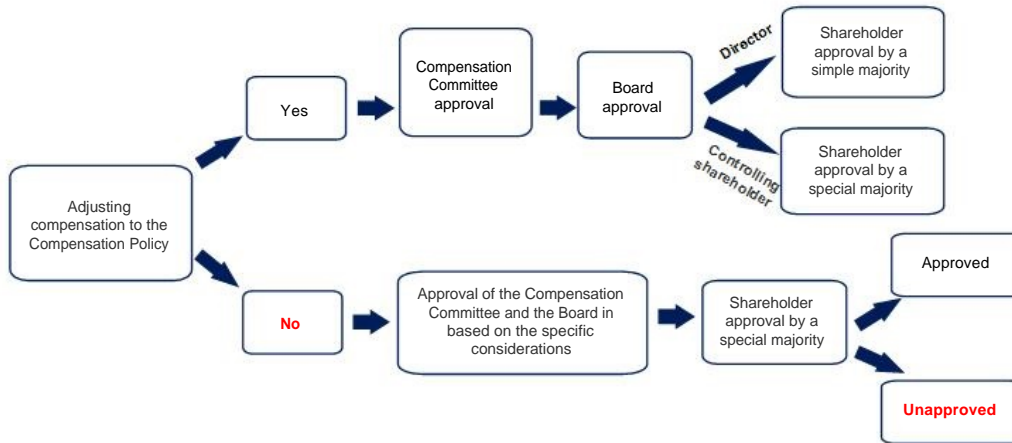 Adjusting
compensation to the
Compensation Policy
Yes
Compensation
Committee
approval
Board
approval
Director
Shareholder
approval by a
simple majority
Controlling
shareholder
Shareholder
approval by a
special majority
No
Approval of the Compensation
Committee and the Board in
based on the specific
considerations
Shareholder
approval by a
special majority
Approved
Unapproved